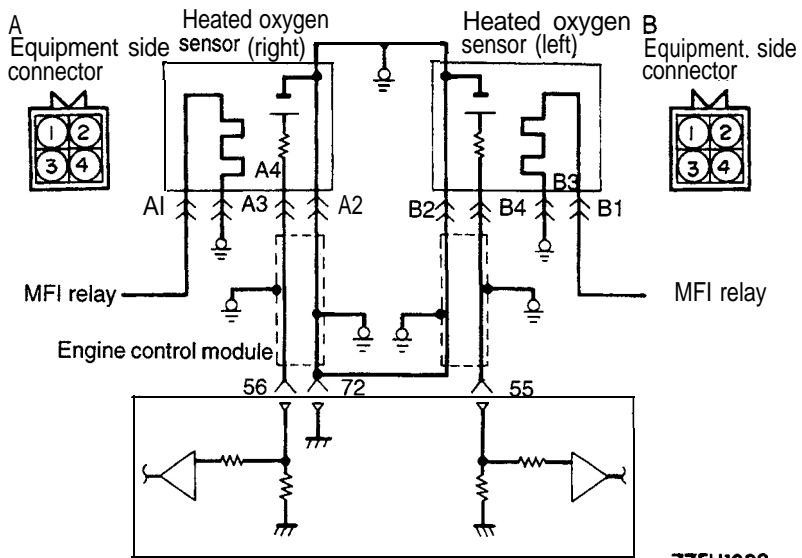 A
Equipment side
connector
1 2
3 4
Heated oxygen
sensor (right)
Heated oxygen
sensor (left)
B
Equipment. side
connector
1 2
3 4
A4
B3
AI
A3
A2
B2
B4
B1
MFI relay
MFI relay
Engine control module
56
72
55